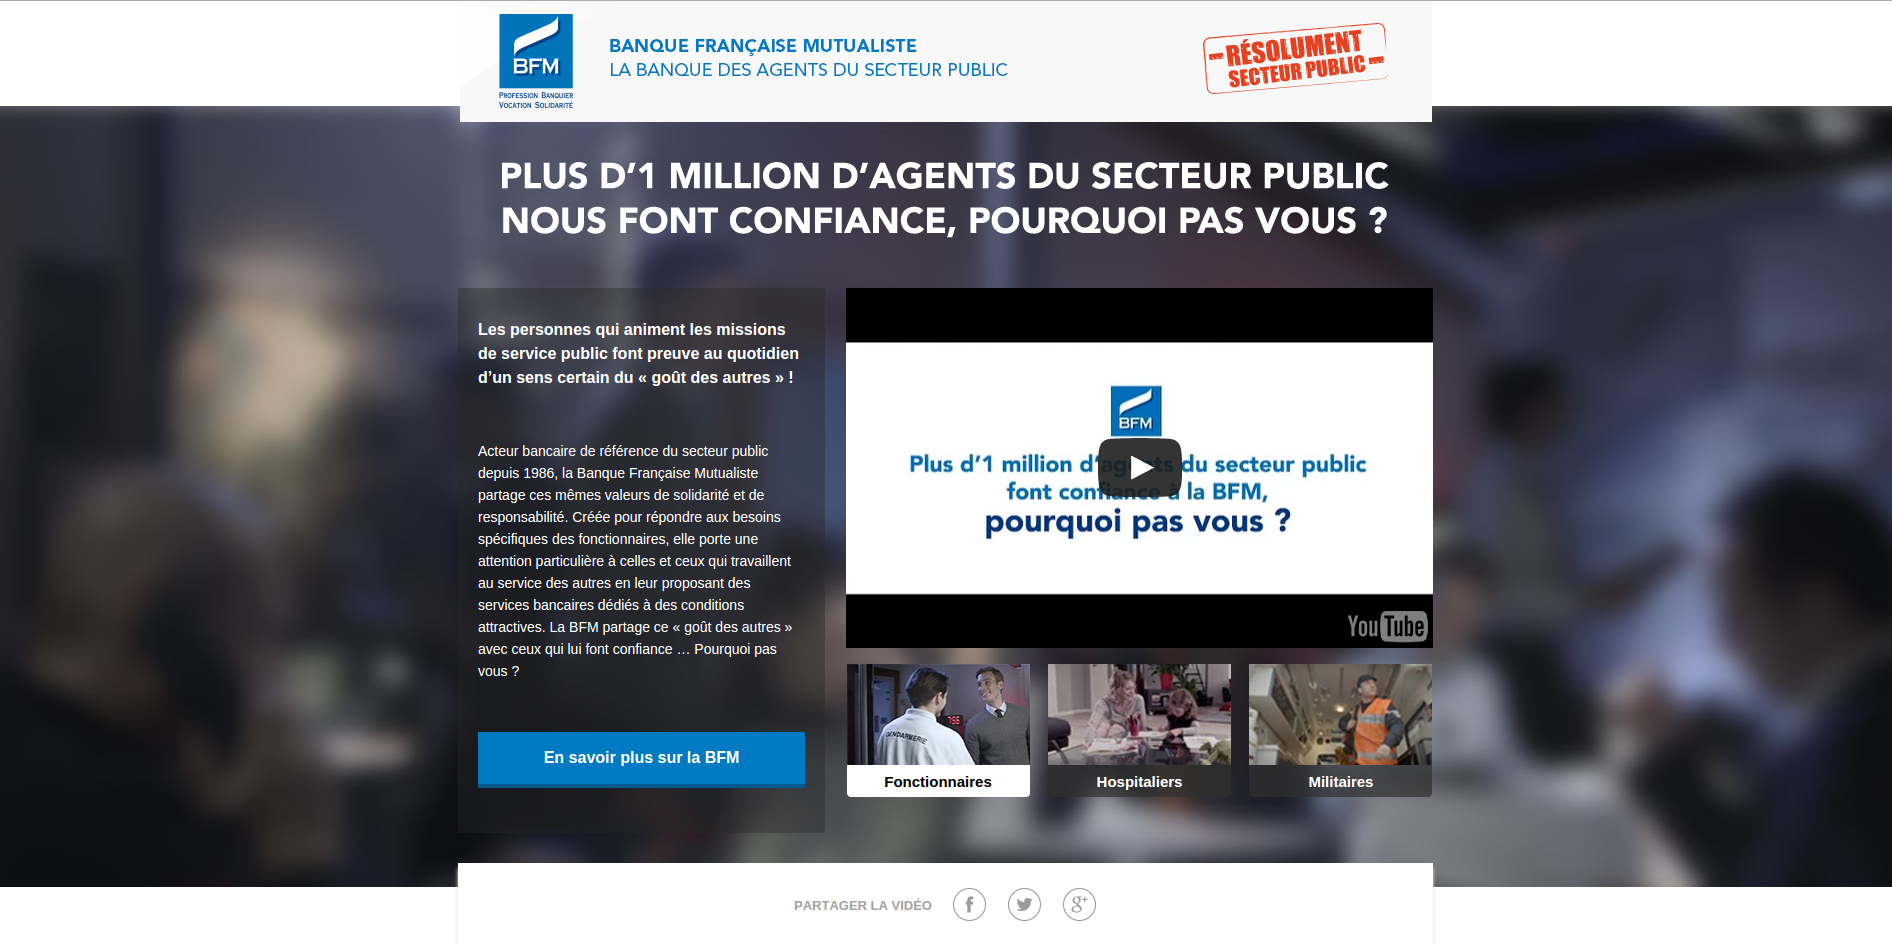 BFM
PROFESSION BANQUIER
VOCATION SOLIDARITÉ
BANQUE FRANÇAISE MUTUALISTE
LA BANQUE DES AGENTS DU SECTEUR PUBLIC
RÉSOLUMENT
SECTEUR PUBLIC
PLUS D’1 MILLION D’AGENTS DU SECTEUR PUBLIC
NOUS FONT CONFIANCE, POURQUOI PAS VOUS ?
Les personnes qui animent les missions
de service public font preuve au quotidien
d’un sens certain du « goût des autres » !
Acteur bancaire de référence du secteur public
depuis 1986, la Banque Française Mutualiste
partage ces mêmes valeurs de solidarité et de
responsabilité. Créée pour répondre aux besoins
spécifiques des fonctionnaires, elle porte une
attention particulière à celles et ceux qui travaillent
au service des autres en leur proposant des
services bancaires dédiés à des conditions
attractives. La BFM partage ce « goût des autres »
avec ceux qui lui font confiance … Pourquoi pas
vous ?
En savoir plus sur la BFM
BFM
Plus d’1 million d’agents du secteur public
font confiance à la BFM,
pourquoi pas vous ?
YouTube
GENDARMERIE
7:56
Fonctionnaires
Hospitaliers
Militaires
PARTAGER LA VIDÉO
f
g+